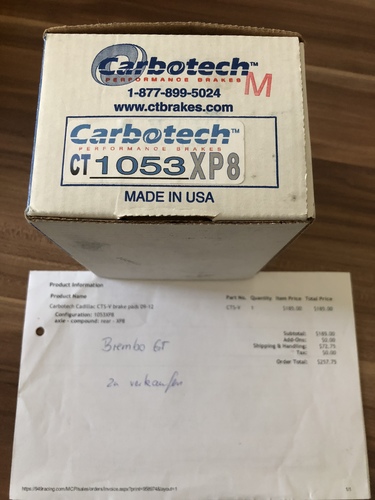 Carbotech™
PERFORMANCE BRAKES
M
1-877-899-5024
www.ctbrakes.com
Carbotech™
PERFORMANCE BRAKES
CT 1053 XP8
MADE IN USA
Product Information
Product Name Part No. Quantity Item Price Total Price
Carbotech Cadillac CTS-V brake pads 09-12 CTS-V 1 $185.00 $185.00
Configuration: 1053XP8
axle - compound: rear - XP8
Subtotal: $185.00
Add-Ons: $0.00
Shipping & Handling: $72.75
Tax: $0.00
Order Total: $257.75
Brembo GT
zu verkaufen
1/1